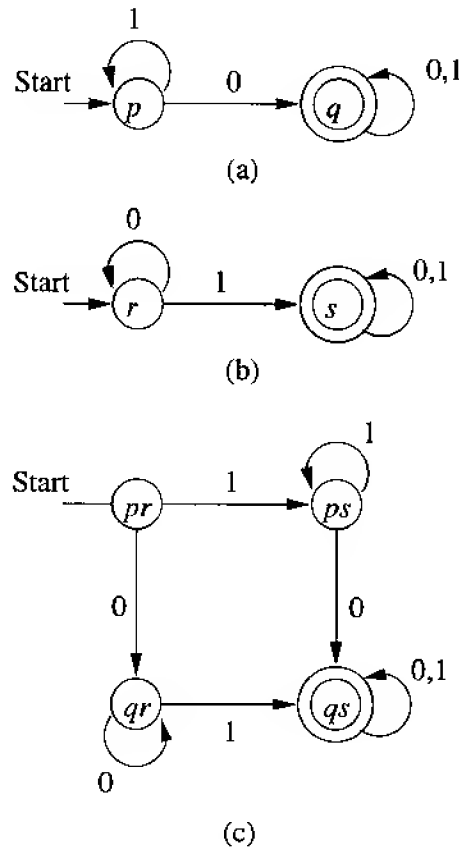 1
Start p 0 q 0,1
(a)
0
Start r 1 s 0,1
(b)
1
Start pr 1 ps
0 0
qr 1 qs 0,1
0
(c)